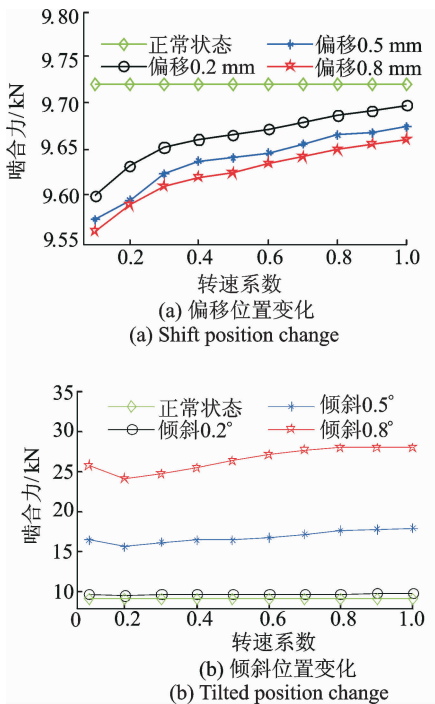 9.80
正常状态 偏移0.5 mm
9.75
偏移0.2 mm 偏移0.8 mm
啮合力/kN
9.70
9.65
9.60
9.55
0.2 0.4 0.6 0.8 1.0
转速系数
(a) 偏移位置变化
(a) Shift position change
35
正常状态 倾斜0.5°
30
倾斜0.2° 倾斜0.8°
啮合力/kN
25
15
10
0 0.2 0.4 0.6 0.8 1.0
转速系数
(b) 倾斜位置变化
(b) Tilted position change